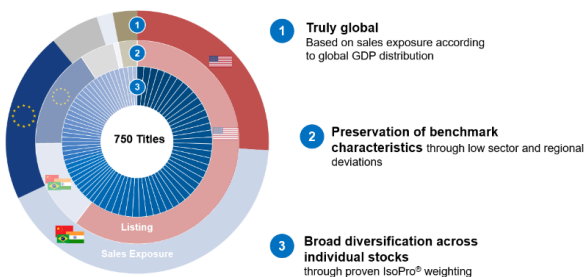 1
2
3
750 Titles
Listing
Sales Exposure
1
Truly global
Based on sales exposure according
to global GDP distribution
2
Preservation of benchmark
characteristics through low sector and regional
deviations
3
Broad diversification across
individual stocks
through proven IsoPro® weighting